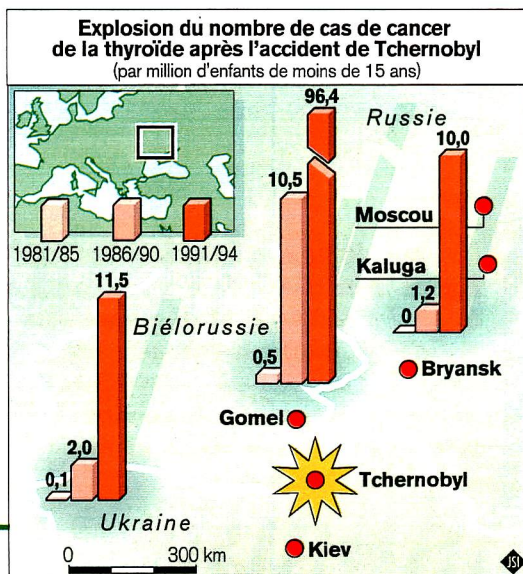 Explosion du nombre de cas de cancer
de la thyroïde après l'accident de Tchernobyl
(par million d'enfants de moins de 15 ans)
96,4
Russie
10,0
10,5
Moscou
1981/85 1986/90 1991/94
Kaluga
11,5
1,2
0
Biélorussie
0,5
Bryansk
Gomel
2,0
0,1
Tchernobyl
Ukraine
Kiev
0 300 km
JSI